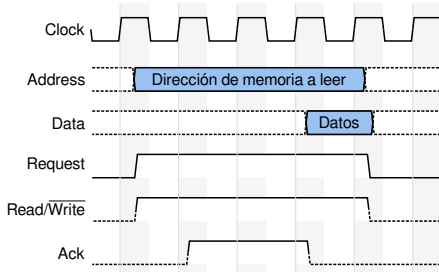 Clock
Address Dirección de memoria a leer
Data Datos
Request
Read/Write
Ack